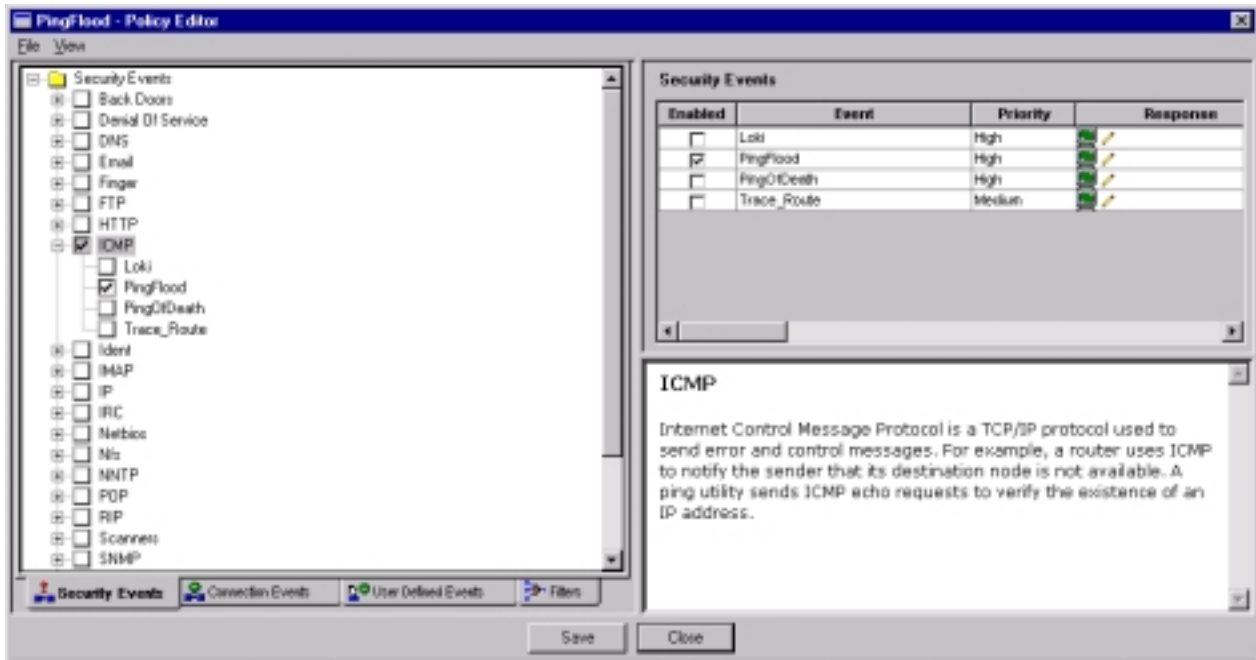 PingFlood - Policy Editor
File View
Security Events
Back Doors
Denial Of Service
DNS
Email
Finger
FTP
HTTP
ICMP
Loki
PingFlood
PingOfDeath
Trace_Route
Ident
IMAP
IP
IRC
Netbios
Nfs
NNTP
POP
RIP
Scanners
SNMP
Security Events Connection Events User Defined Events Filters
Security Events
Enabled Event Priority Response
Loki High
PingFlood High
PingOfDeath High
Trace_Route Medium
ICMP
Internet Control Message Protocol is a TCP/IP protocol used to
send error and control messages. For example, a router uses ICMP
to notify the sender that its destination node is not available. A
ping utility sends ICMP echo requests to verify the existence of an
IP address.
Save Close